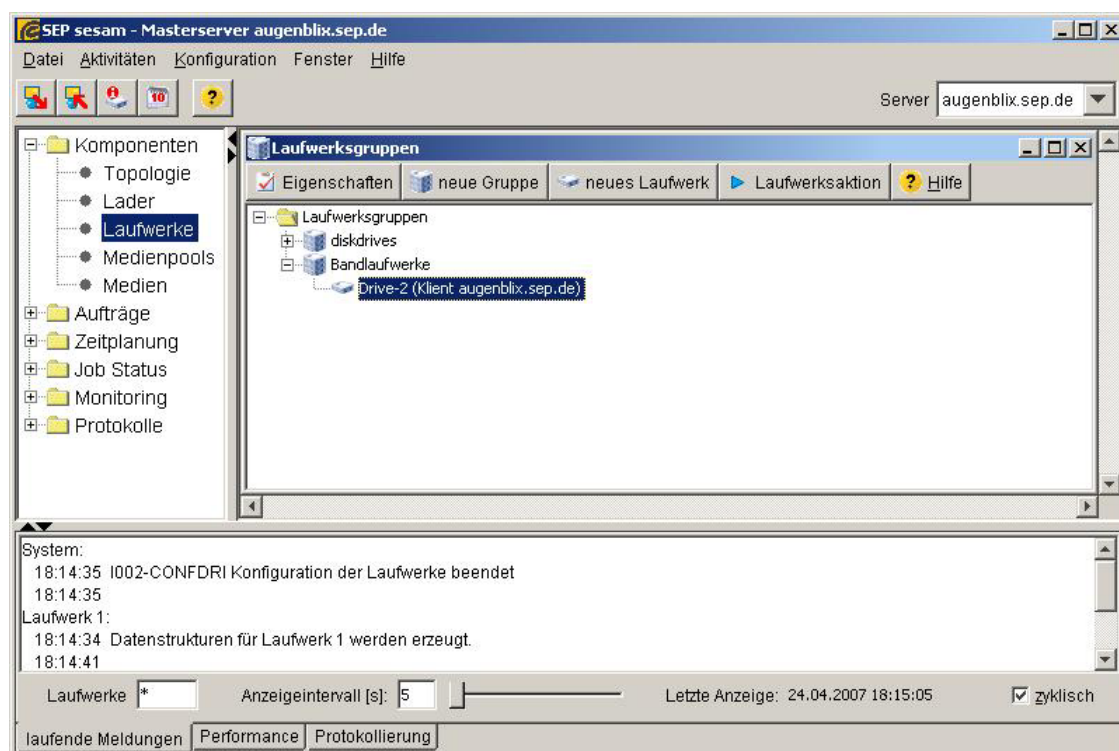 SEP sesam - Masterserver augenblix.sep.de
Datei Aktivitäten Konfiguration Fenster Hilfe
10 ? Server augenblix.sep.de
Komponenten
Topologie
Lader
Laufwerke
Medienpools
Medien
Aufträge
Zeitplanung
Job Status
Monitoring
Protokolle
Laufwerksgruppen
Eigenschaften neue Gruppe neues Laufwerk Laufwerksaktion ? Hilfe
Laufwerksgruppen
diskdrives
Bandlaufwerke
Drive-2 (Klient augenblix.sep.de)
System:
18:14:35 I002-CONFDRI Konfiguration der Laufwerke beendet
18:14:35
Laufwerk 1:
18:14:34 Datenstrukturen für Laufwerk 1 werden erzeugt.
18:14:41
Laufwerke * Anzeigeintervall [s]: 5 Letzte Anzeige: 24.04.2007 18:15:05 zyklisch
laufende Meldungen Performance Protokollierung